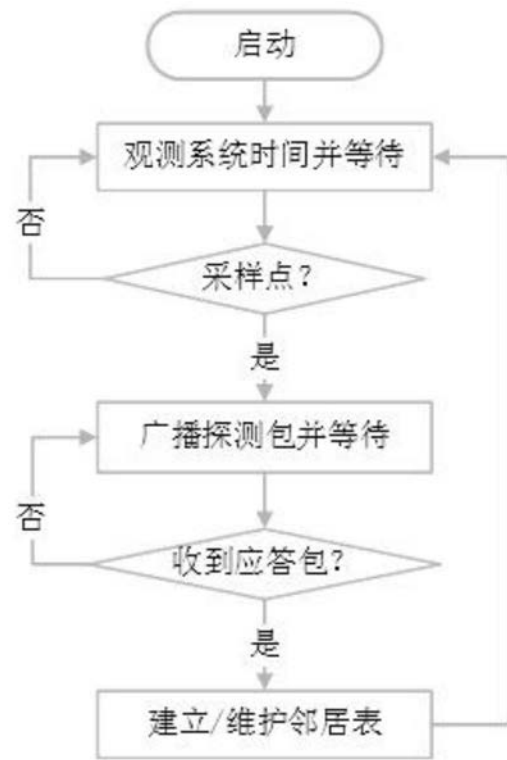 启动
观测系统时间并等待
否
采样点？
是
广播探测包并等待
否
收到应答包？
是
建立/维护邻居表